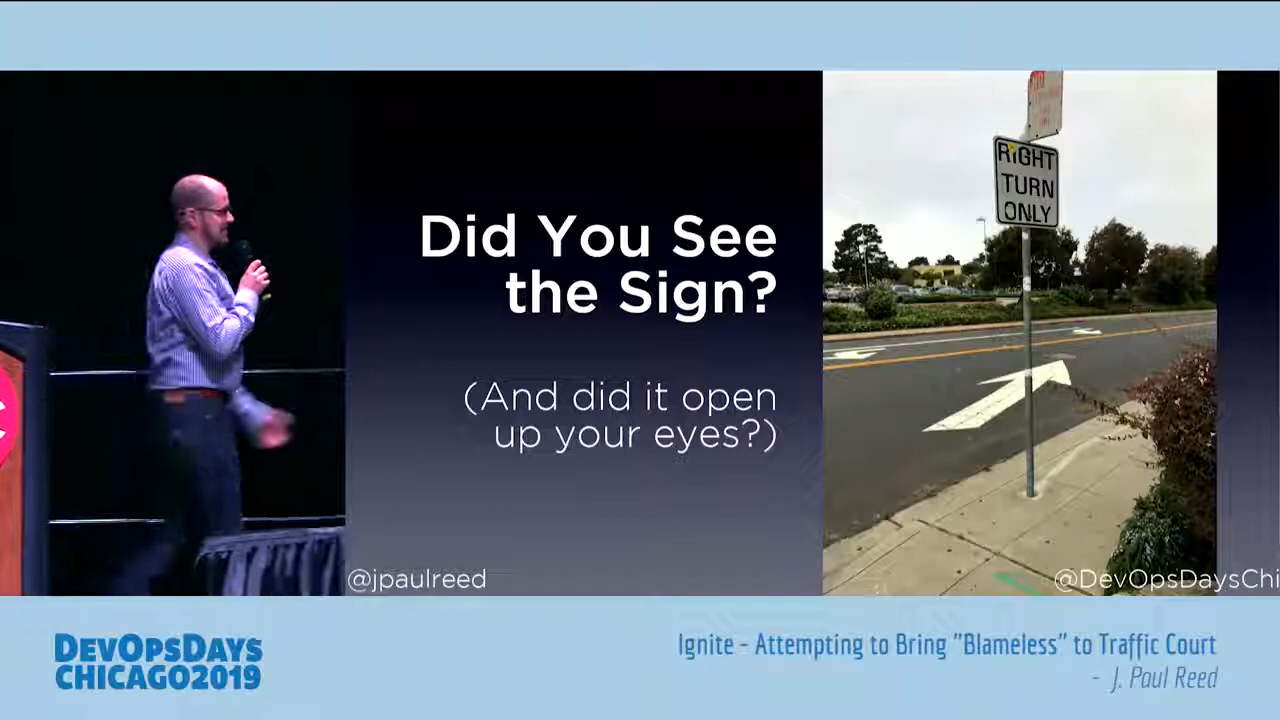 Did You See
the Sign?
(And did it open
up your eyes?)
RIGHT
TURN
ONLY
@jpaulreed
@DevOpsDaysChi
DEVOPSDAYS
CHICAGO2019
Ignite - Attempting to Bring "Blameless" to Traffic Court
- J. Paul Reed